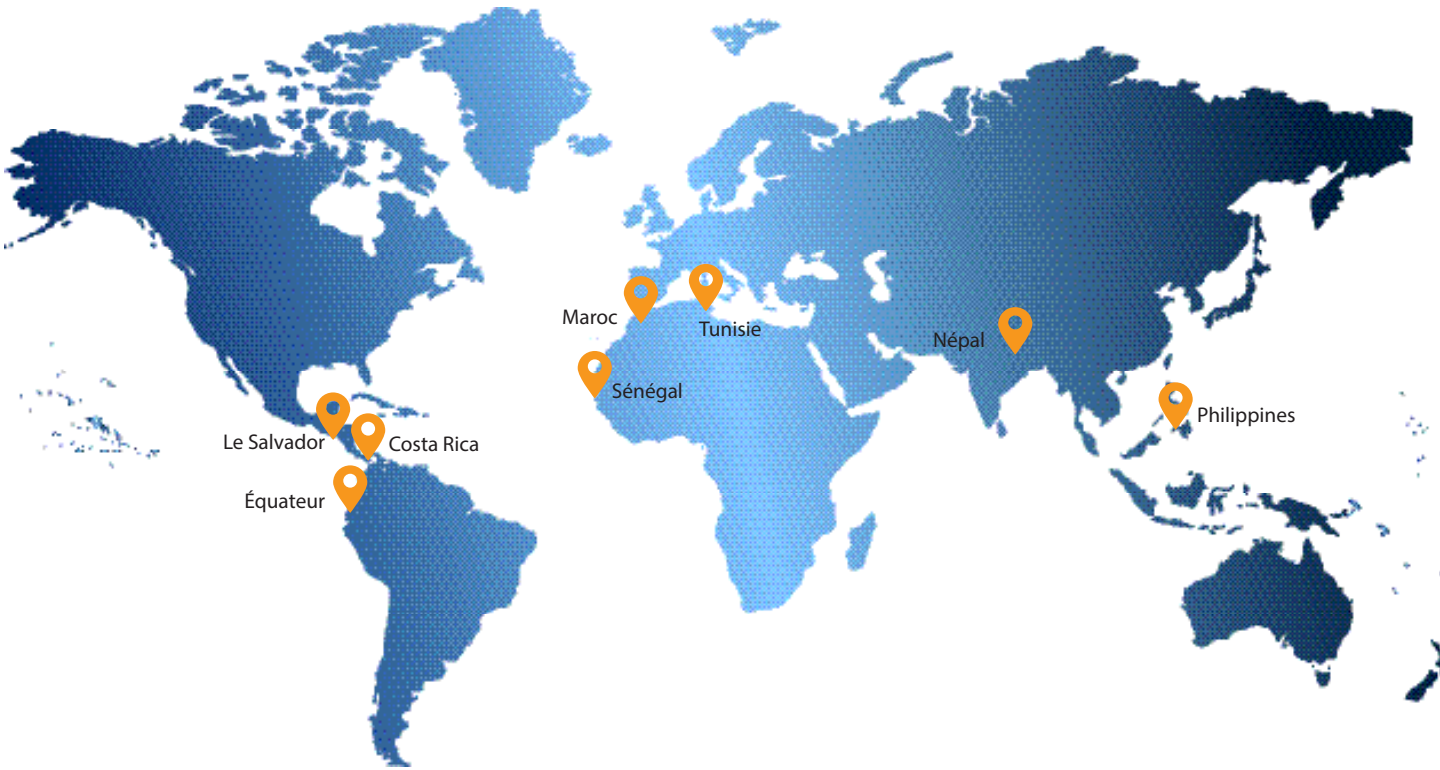 Maroc
Tunisie
Népal
Sénégal
Philippines
Le Salvador
Costa Rica
Équateur